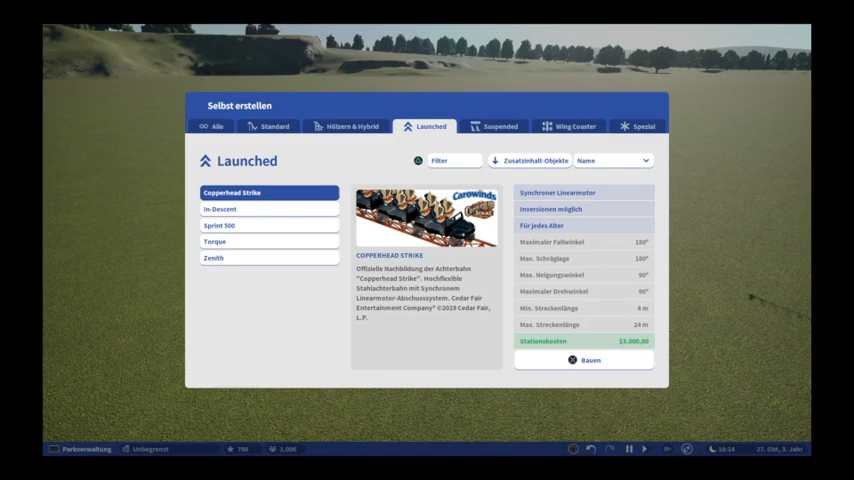 Selbst erstellen
Alle
Standard
Hölzern & Hybrid
Launched
Suspended
Wing Coaster
Spezial
Launched
Filter
Zusatzinhalt-Objekte
Name
Copperhead Strike
In-Descent
Sprint 500
Torque
Zenith
Carowinds
COPPERHEAD STRIKE
Offizielle Nachbildung der Achterbahn
"Copperhead Strike". Hochflexible
Stahlachterbahn mit Synchronem
Linearmotor-Abschusssystem. Cedar Fair
Entertainment Company® ©2019 Cedar Fair,
L.P.
Synchroner Linearmotor
Inversionen möglich
Für jedes Alter
Maximaler Fallwinkel 180°
Max. Schräglage 180°
Max. Neigungswinkel 90°
Maximaler Drehwinkel 90°
Min. Streckenlänge 4 m
Max. Streckenlänge 24 m
Stationskosten $3.000,00
Bauen
Parkverwaltung
Unbegrenzt
798
1.006
18:14
27. Okt, 3. Jahr